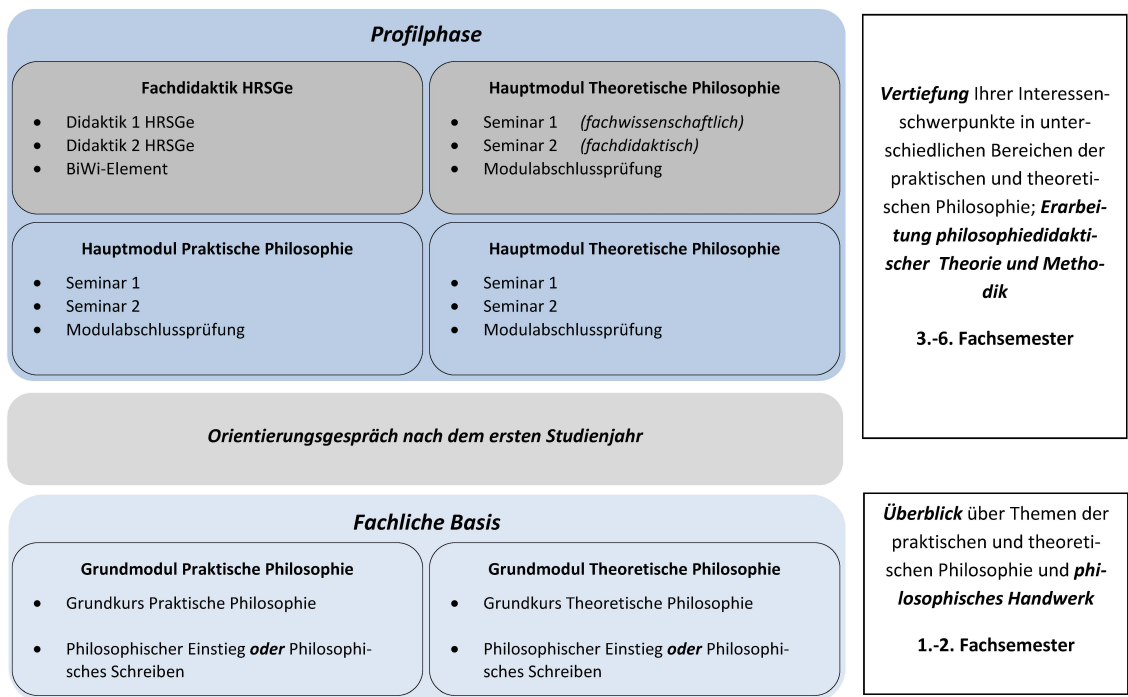 Profilphase
Fachdidaktik HRSGe
• Didaktik 1 HRSGe
• Didaktik 2 HRSGe
• BiWi-Element
Hauptmodul Theoretische Philosophie
• Seminar 1 (fachwissenschaftlich)
• Seminar 2 (fachdidaktisch)
• Modulabschlussprüfung
Hauptmodul Praktische Philosophie
• Seminar 1
• Seminar 2
• Modulabschlussprüfung
Hauptmodul Theoretische Philosophie
• Seminar 1
• Seminar 2
• Modulabschlussprüfung
Vertiefung Ihrer Interessen-
schwerpunkte in unter-
schiedlichen Bereichen der
praktischen und theoreti-
schen Philosophie; Erarbei-
tung philosophiedidakti-
scher Theorie und Metho-
dik
3.-6. Fachsemester
Orientierungsgespräch nach dem ersten Studienjahr
Fachliche Basis
Grundmodul Praktische Philosophie
• Grundkurs Praktische Philosophie
• Philosophischer Einstieg oder Philosophi-
sches Schreiben
Grundmodul Theoretische Philosophie
• Grundkurs Theoretische Philosophie
• Philosophischer Einstieg oder Philosophi-
sches Schreiben
Überblick über Themen der
praktischen und theoreti-
schen Philosophie und phi-
losophisches Handwerk
1.-2. Fachsemester